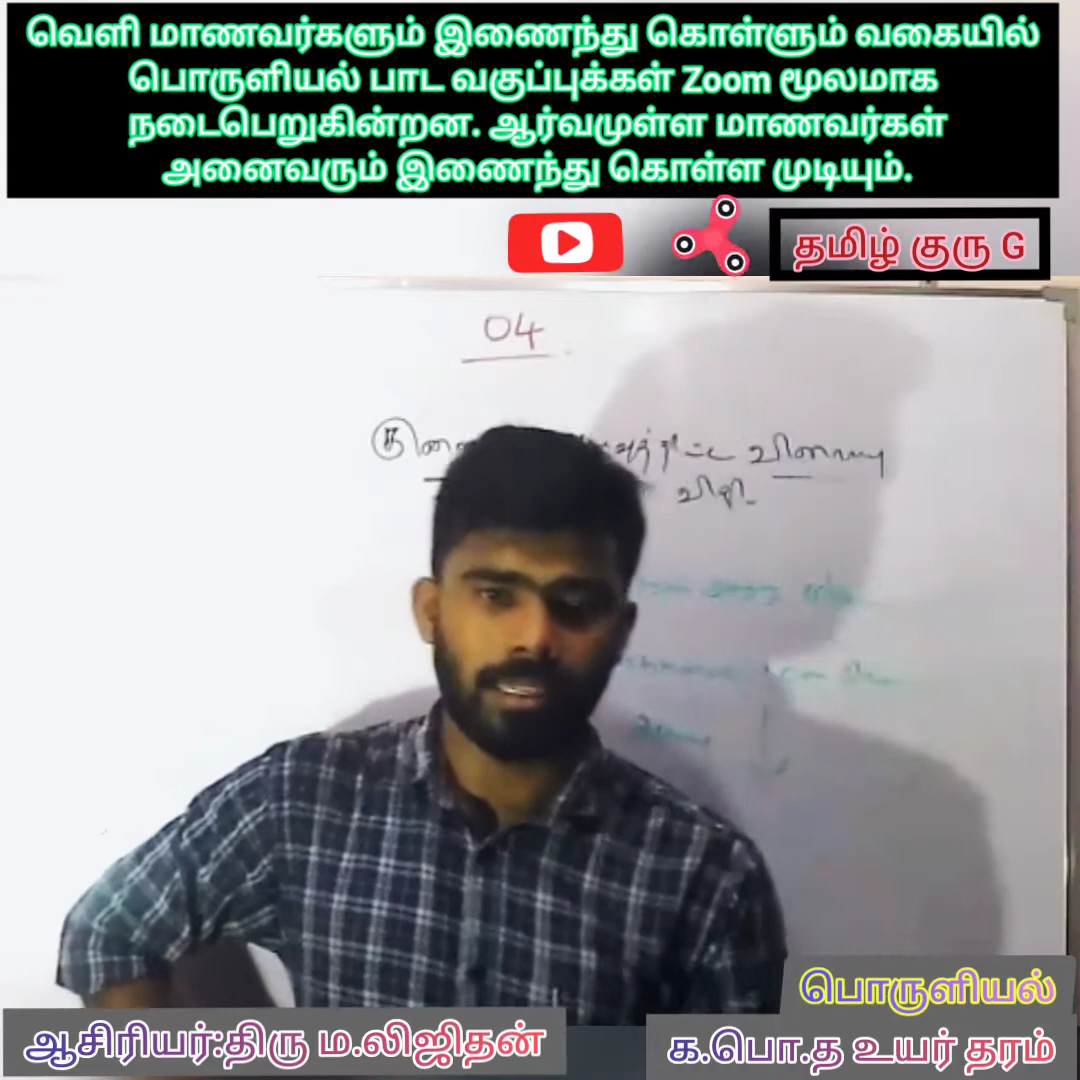 வெளி மாணவர்களும் இணைந்து கொள்ளும் வகையில்
பொருளியல் பாட வகுப்புக்கள் Zoom மூலமாக
நடைபெறுகின்றன. ஆர்வமுள்ள மாணவர்கள்
அனைவரும் இணைந்து கொள்ள முடியும்.
தமிழ் குரு G
04
விதி.
பொருளியல்
ஆசிரியர்:திரு ம.லிஜிதன்
க.பொ.த உயர் தரம்